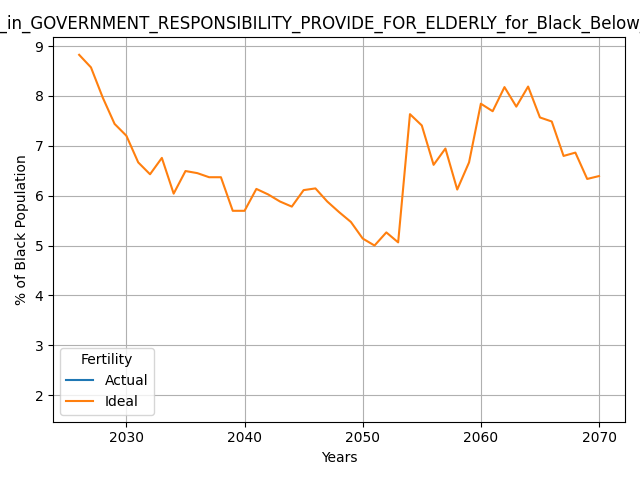 _in_GOVERNMENT_RESPONSIBILITY_PROVIDE_FOR_ELDERLY_for_Black_Below_
9
8
7
6
5
4
3
2
% of Black Population
Fertility
Actual
Ideal
2030 2040 2050 2060 2070
Years